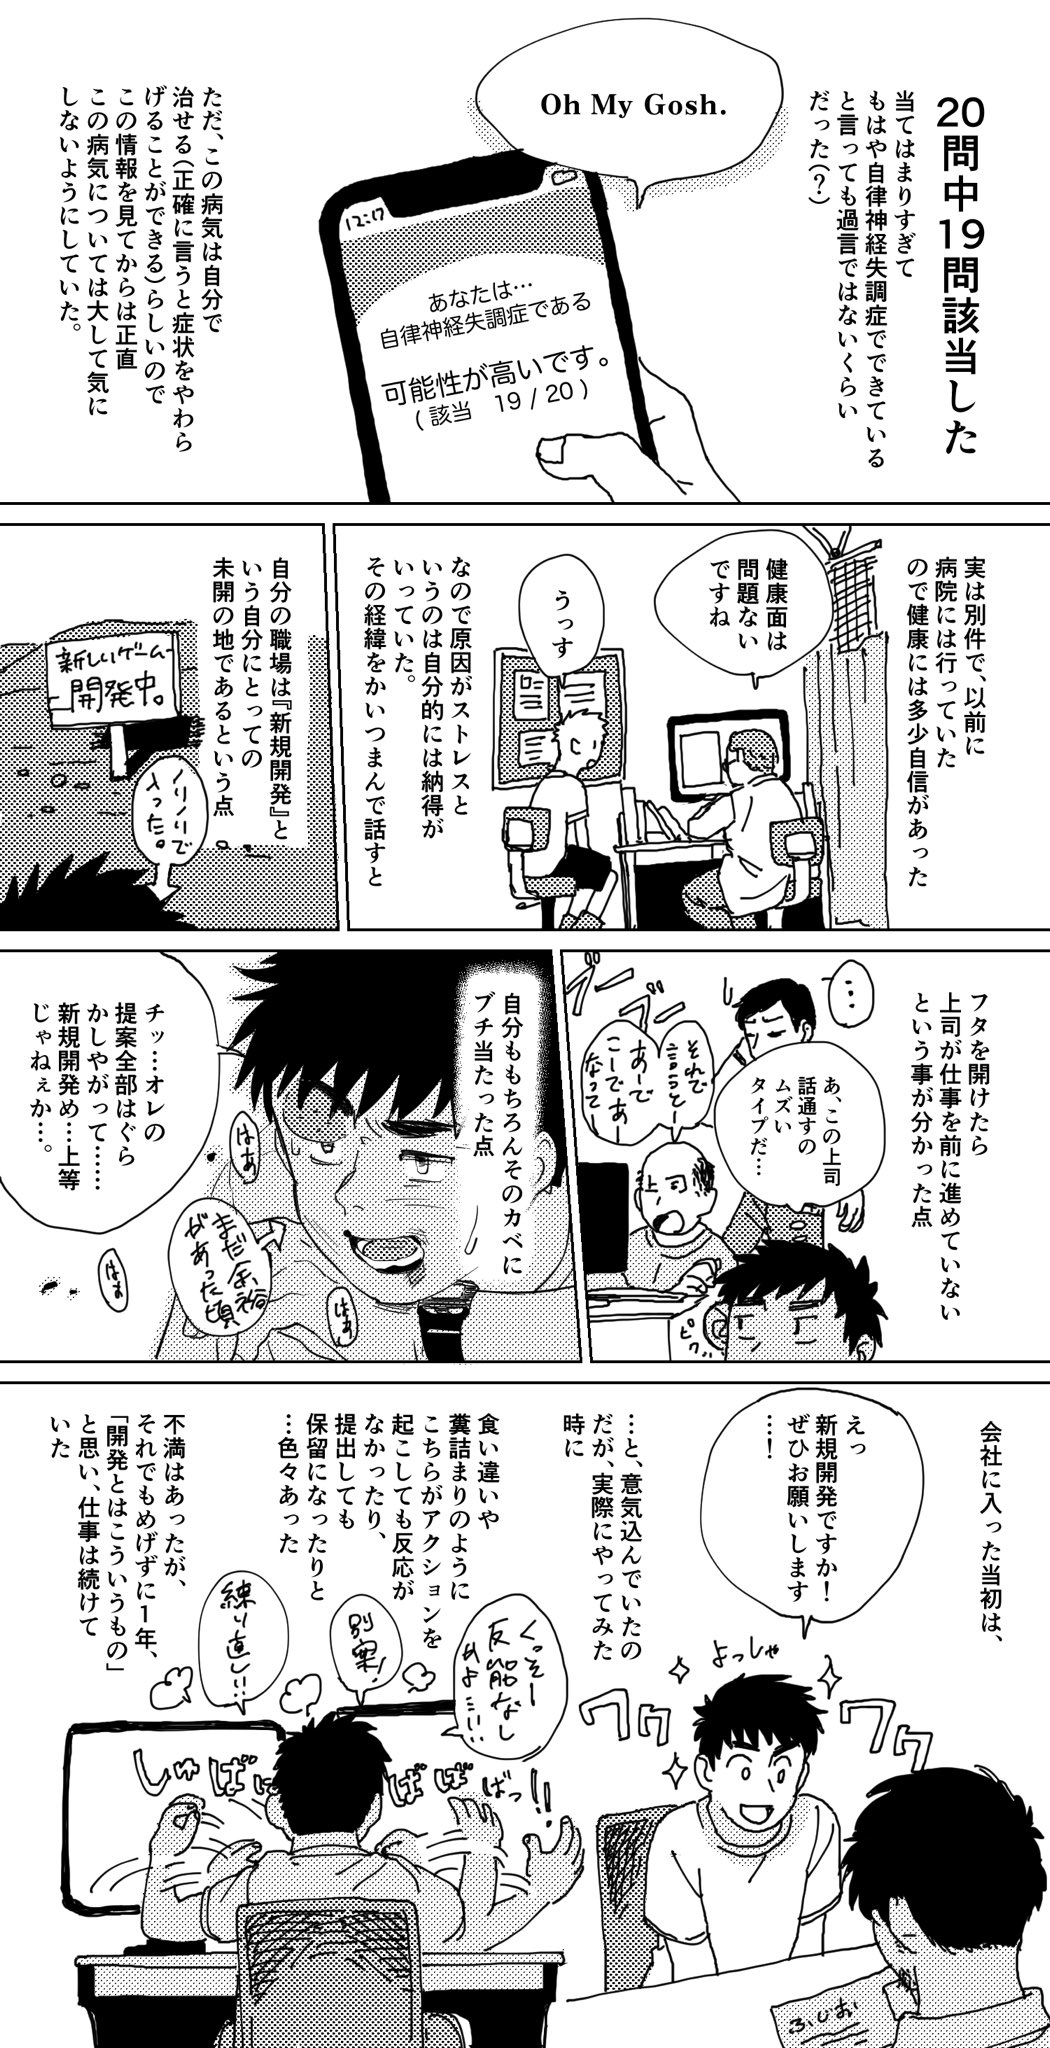 20問中19問該当した
当てはまりすぎて
もはや自律神経失調症でできている
と言っても過言ではないくらい
だった(？)
Oh My Gosh.
12:17
あなたは…
自律神経失調症である
可能性が高いです。
( 該当　19 / 20 )
ただ、この病気は自分で
治せる(正確に言うと症状をやわら
げることができる)らしいので
この情報を見てからは正直
この病気については大して気に
しないようにしていた。
実は別件で、以前に
病院には行っていた
ので健康には多少自信があった
健康面は
問題ない
ですね
うっす
なので原因がストレスと
いうのは自分的には納得が
いっていた。
その経緯をかいつまんで話すと
自分の職場は『新規開発』と
いう自分にとっての
未開の地であるという点
新しいゲーム
開発中。
ノリノリで
入った。
フタを開けたら
上司が仕事を前に進めていない
という事が分かった点
…
あ、この上司
話通すの
ムズい
タイプだ…
それで
言うとー
あーで
こーであー
なって
ブツ
ブツ
上司
ピク
自分ももちろんそのカベに
ブチ当たった点
はあ
まだ余裕
があった頃
はあ
はぁ
チッ…オレの
提案全部はぐら
かしやがって……
新規開発め…上等
じゃねぇか…。
会社に入った当初は、
えっ
新規開発ですか！
ぜひお願いします
…！
よっしゃ
ワク
ワク
ふじおい
…と、意気込んでいたの
だが、実際にやってみた
時に
食い違いや
糞詰まりのように
こちらがアクションを
起こしても反応が
なかったり、
提出しても
保留になったりと
…色々あった
くっそー
反応なし
かよ…!!
別案!
練り直し!!
しゅばば
ばば
ばっ!!
不満はあったが、
それでもめげずに１年、
「開発とはこういうもの」
と思い、仕事は続けて
いた